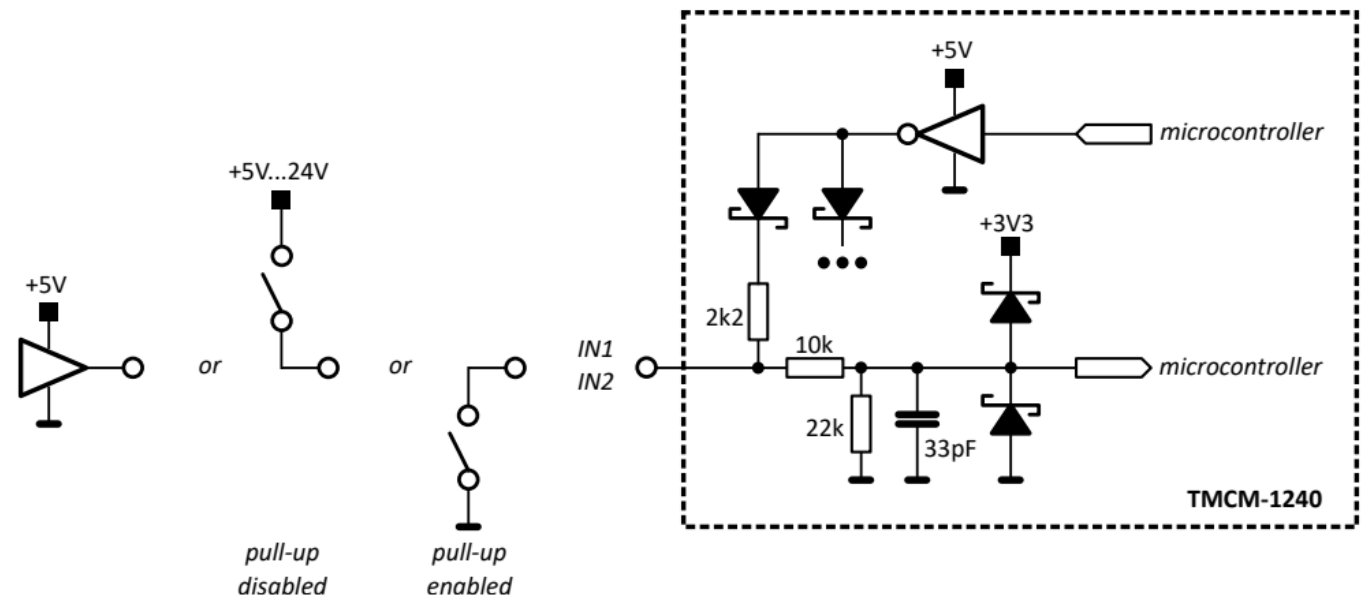 +5V
microcontroller
+5V...24V
+3V3
+5V
2k2
10k
or
or
IN1
IN2
microcontroller
22k
33pF
TMCM-1240
pull-up
disabled
pull-up
enabled